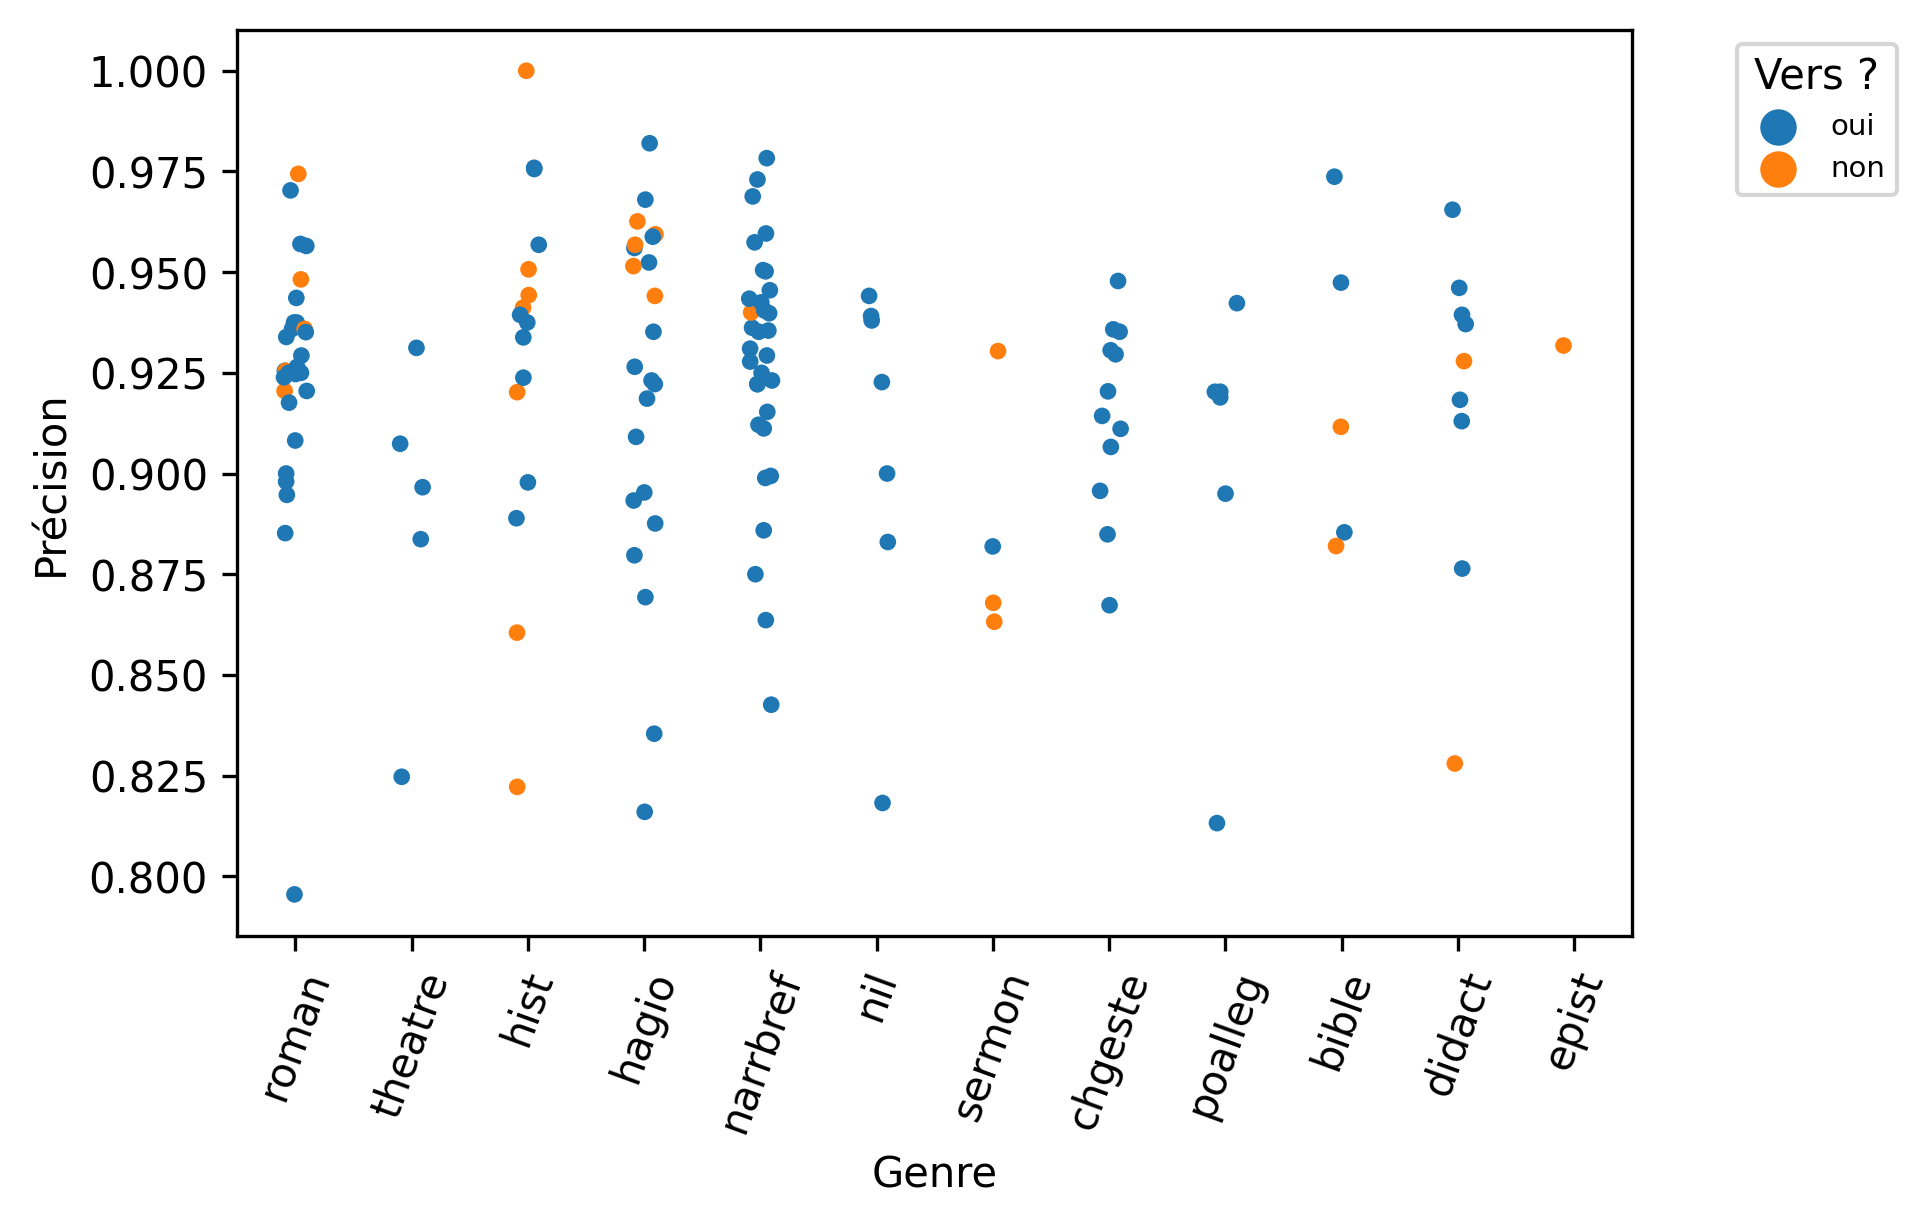 Vers ?
oui
non
Précision
1.000
0.975
0.950
0.925
0.900
0.875
0.850
0.825
0.800
roman
theatre
hist
hagio
narrbref
nil
sermon
chgeste
poalleg
bible
didact
epist
Genre